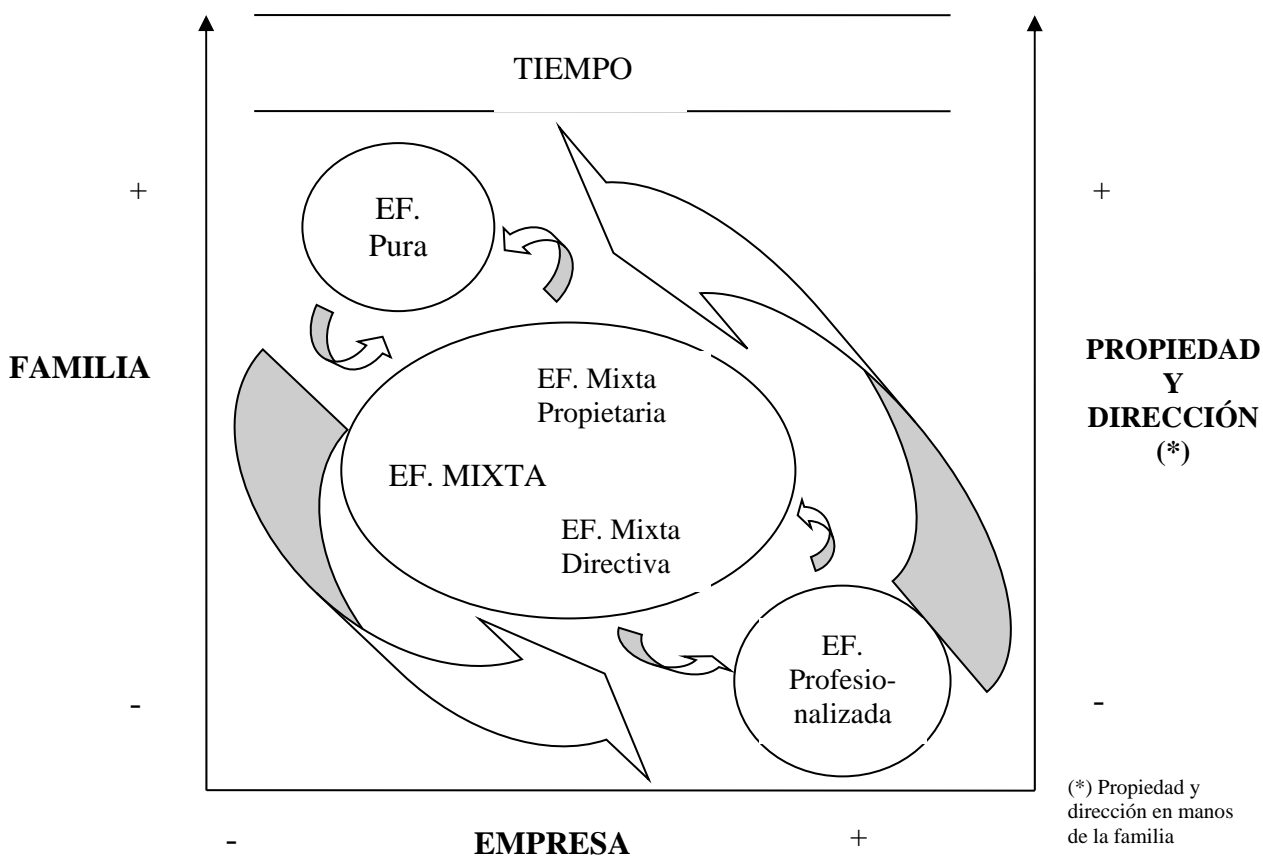 TIEMPO
+
EF.
Pura
+
FAMILIA
EF. Mixta
Propietaria
EF. MIXTA
EF. Mixta
Directiva
PROPIEDAD
Y
DIRECCIÓN
(*)
EF.
Profesio-
nalizada
-
-
(*) Propiedad y
dirección en manos
de la familia
-
EMPRESA
+